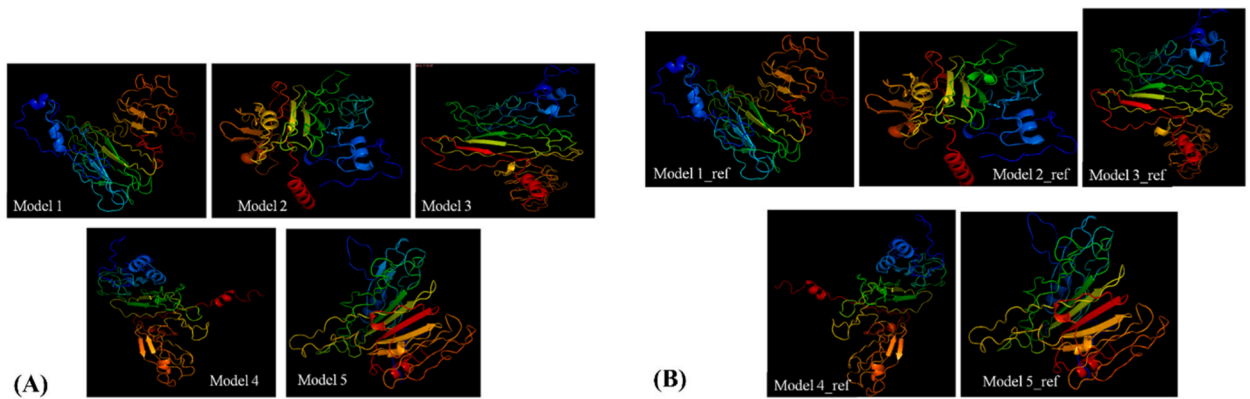 Model 1
Model 2
Model 3
Model 4
Model 5
(A)
Model 1_ref
Model 2_ref
Model 3_ref
Model 4_ref
Model 5_ref
(B)